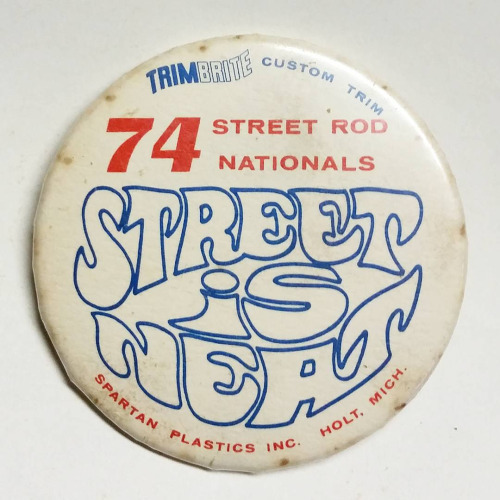 TRIMBRITE CUSTOM TRIM
74 STREET ROD
NATIONALS
STREET
is
NEAT
SPARTAN PLASTICS INC. HOLT, MICH.